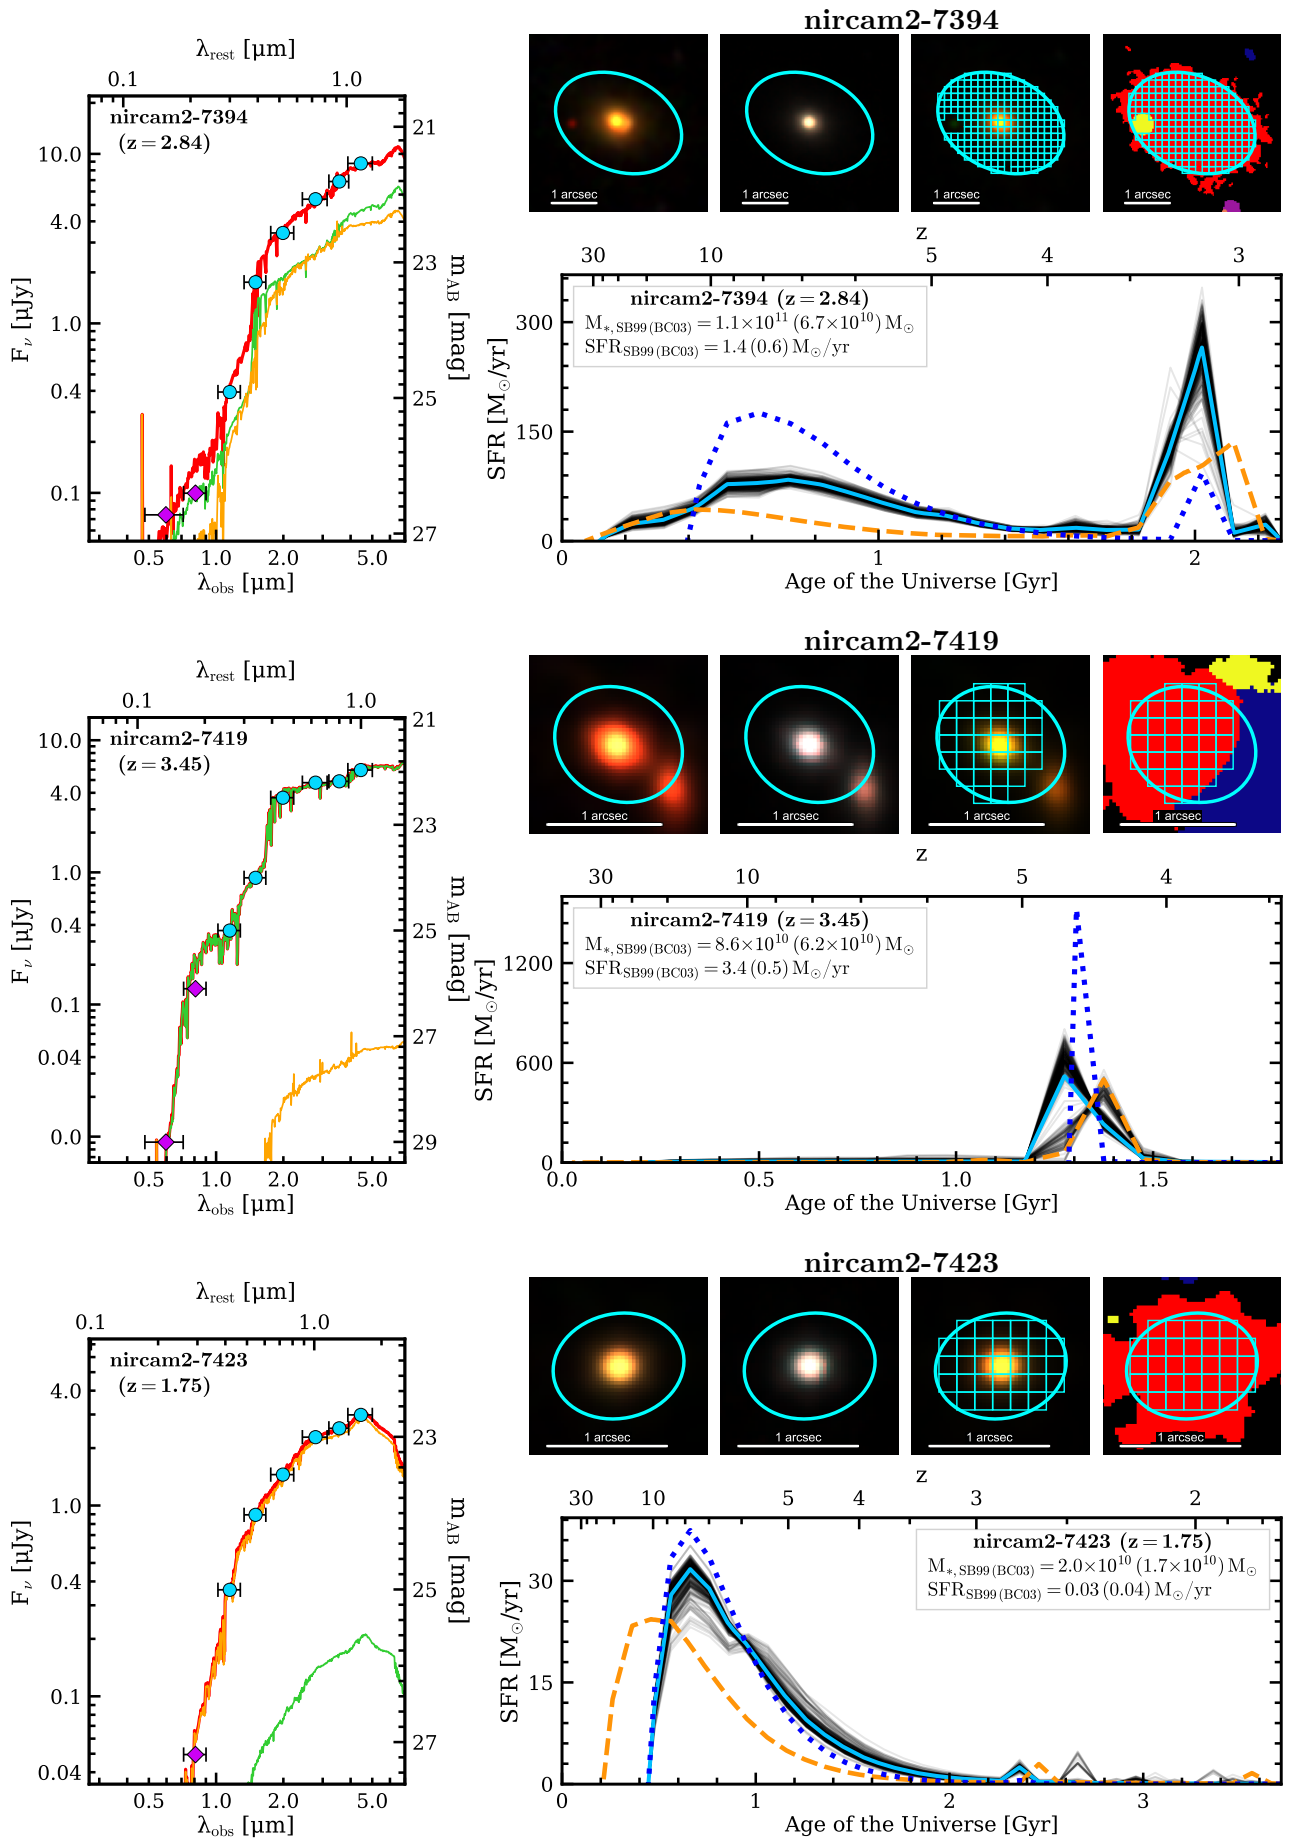 nircam2-7394
λrest [μm]
0.1 1.0
nircam2-7394
(z = 2.84)
10.0
4.0
1.0
0.4
0.1
Fν [μJy]
21
23
25
27
mAB [mag]
0.5 1.0 2.0 5.0
λobs [μm]
1 arcsec
1 arcsec
1 arcsec
1 arcsec
z
30 10 5 4 3
nircam2-7394 (z = 2.84)
M*, SB99 (BC03) = 1.1×10^11 (6.7×10^10) M⊙
SFRSB99 (BC03) = 1.4 (0.6) M⊙/yr
SFR [M⊙/yr]
300
150
0
0 1 2
Age of the Universe [Gyr]
nircam2-7419
λrest [μm]
0.1 1.0
nircam2-7419
(z = 3.45)
10.0
4.0
1.0
0.4
0.1
0.04
0.0
Fν [μJy]
21
23
25
27
29
mAB [mag]
0.5 1.0 2.0 5.0
λobs [μm]
1 arcsec
1 arcsec
1 arcsec
1 arcsec
z
30 10 5 4
nircam2-7419 (z = 3.45)
M*, SB99 (BC03) = 8.6×10^10 (6.2×10^10) M⊙
SFRSB99 (BC03) = 3.4 (0.5) M⊙/yr
SFR [M⊙/yr]
1200
600
0
0.0 0.5 1.0 1.5
Age of the Universe [Gyr]
nircam2-7423
λrest [μm]
0.1 1.0
nircam2-7423
(z = 1.75)
4.0
1.0
0.4
0.1
0.04
Fν [μJy]
23
25
27
mAB [mag]
0.5 1.0 2.0 5.0
λobs [μm]
1 arcsec
1 arcsec
1 arcsec
1 arcsec
z
30 10 5 4 3 2
nircam2-7423 (z = 1.75)
M*, SB99 (BC03) = 2.0×10^10 (1.7×10^10) M⊙
SFRSB99 (BC03) = 0.03 (0.04) M⊙/yr
SFR [M⊙/yr]
30
15
0
0 1 2 3
Age of the Universe [Gyr]